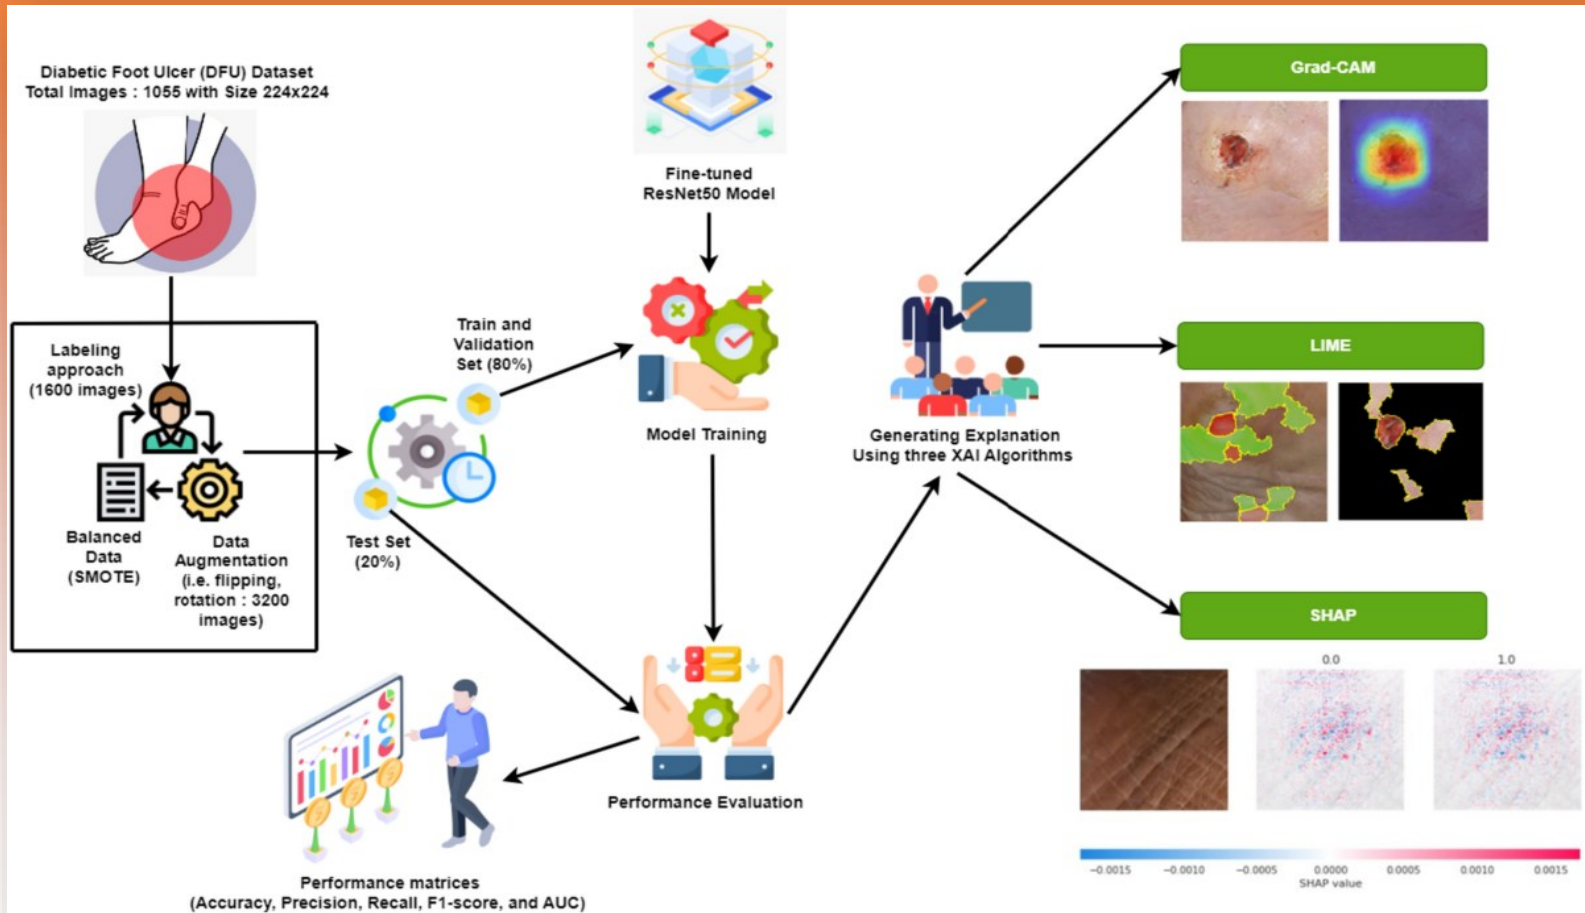 Diabetic Foot Ulcer (DFU) Dataset
Total Images : 1055 with Size 224x224
Labeling
approach
(1600 images)
Balanced
Data
(SMOTE)
Data
Augmentation
(i.e. flipping,
rotation : 3200
images)
Train and
Validation
Set (80%)
Test Set
(20%)
Fine-tuned
ResNet50 Model
Model Training
Performance Evaluation
Performance matrices
(Accuracy, Precision, Recall, F1-score, and AUC)
Generating Explanation
Using three XAI Algorithms
Grad-CAM
LIME
SHAP
0.0 1.0
−0.0015 −0.0010 −0.0005 0.0000 0.0005 0.0010 0.0015
SHAP value